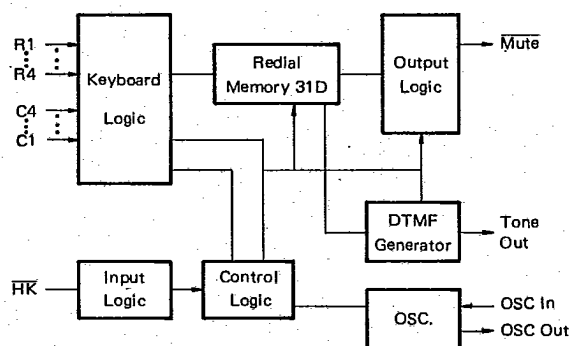 R1
R4
C4
C1
Keyboard
Logic
Redial
Memory 31D
Output
Logic
Mute
DTMF
Generator
Tone
Out
HK
Input
Logic
Control
Logic
OSC.
OSC In
OSC Out